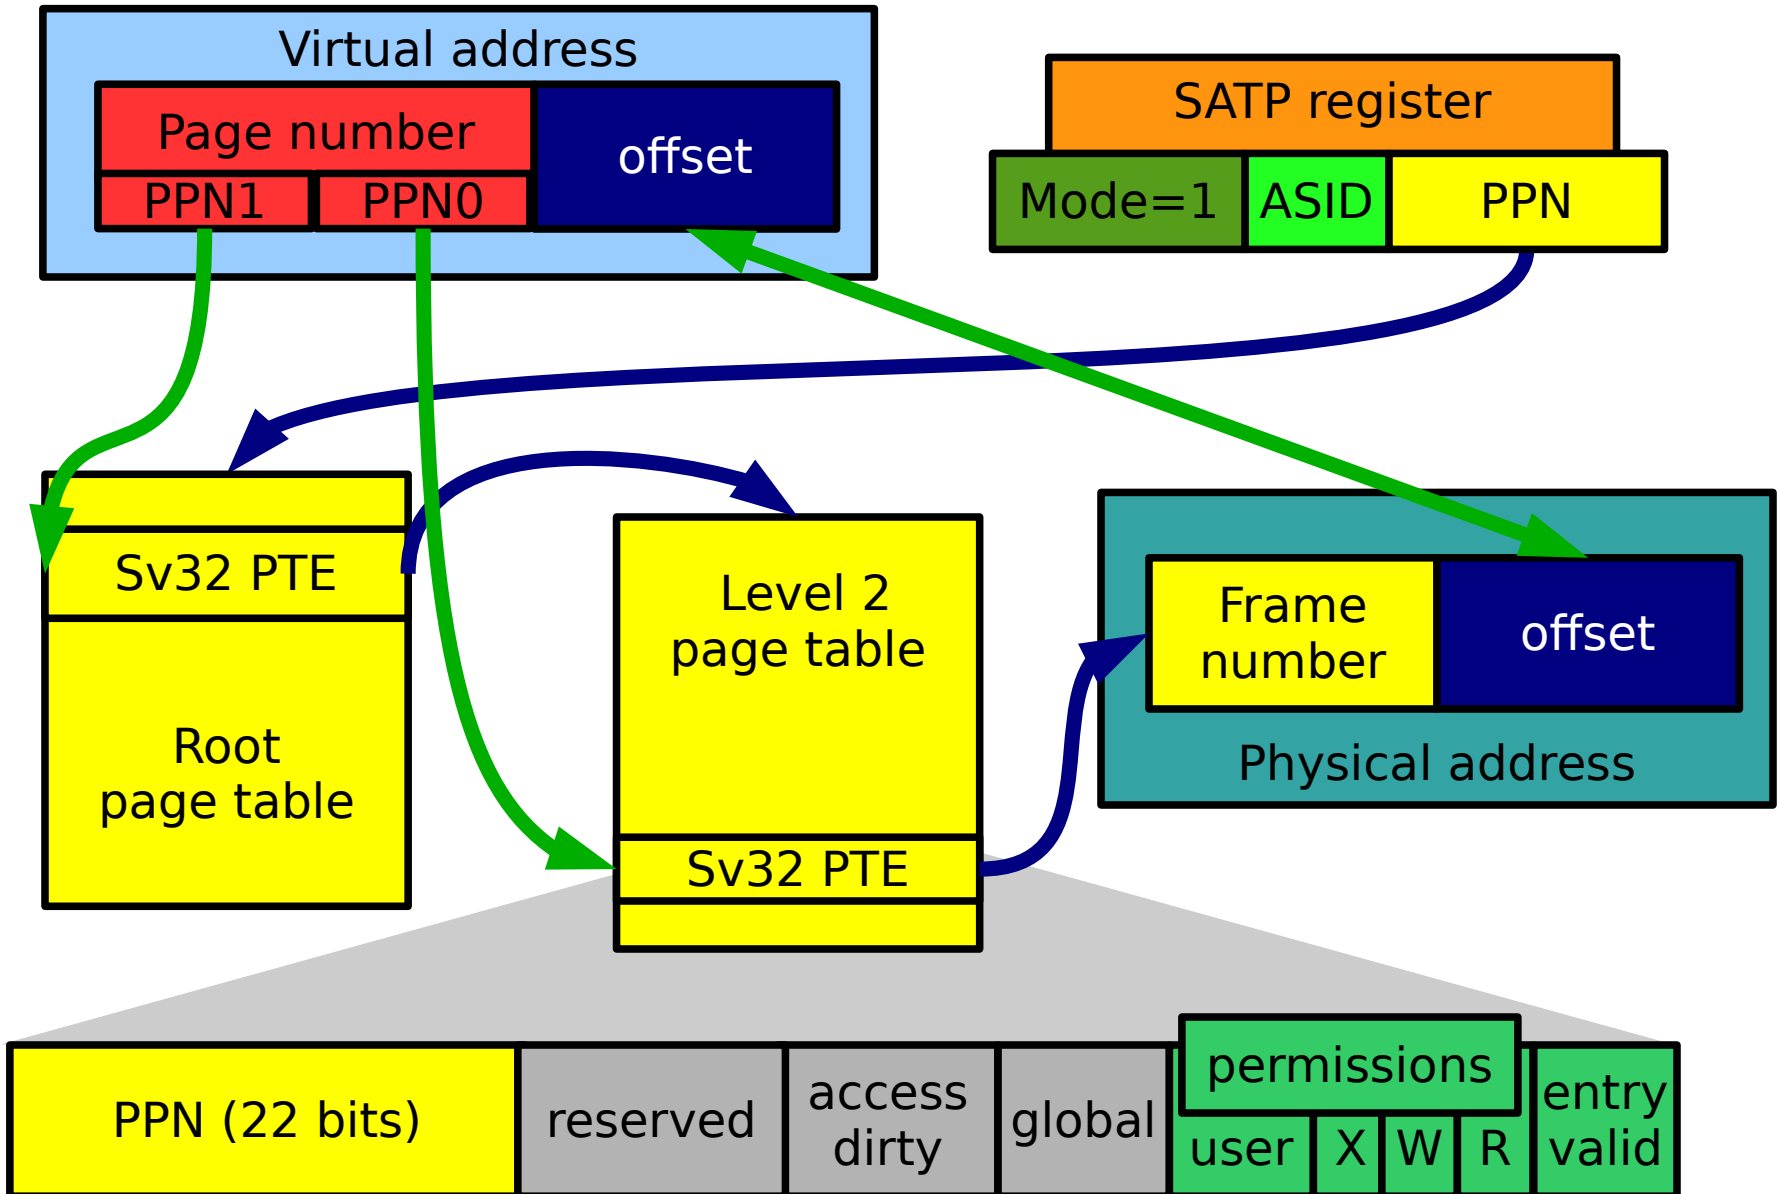 Virtual address
Page number
offset
PPN1
PPN0
SATP register
Mode=1
ASID
PPN
Sv32 PTE
Root
page table
Level 2
page table
Sv32 PTE
Frame
number
offset
Physical address
PPN (22 bits)
reserved
access
dirty
global
permissions
user
X
W
R
entry
valid